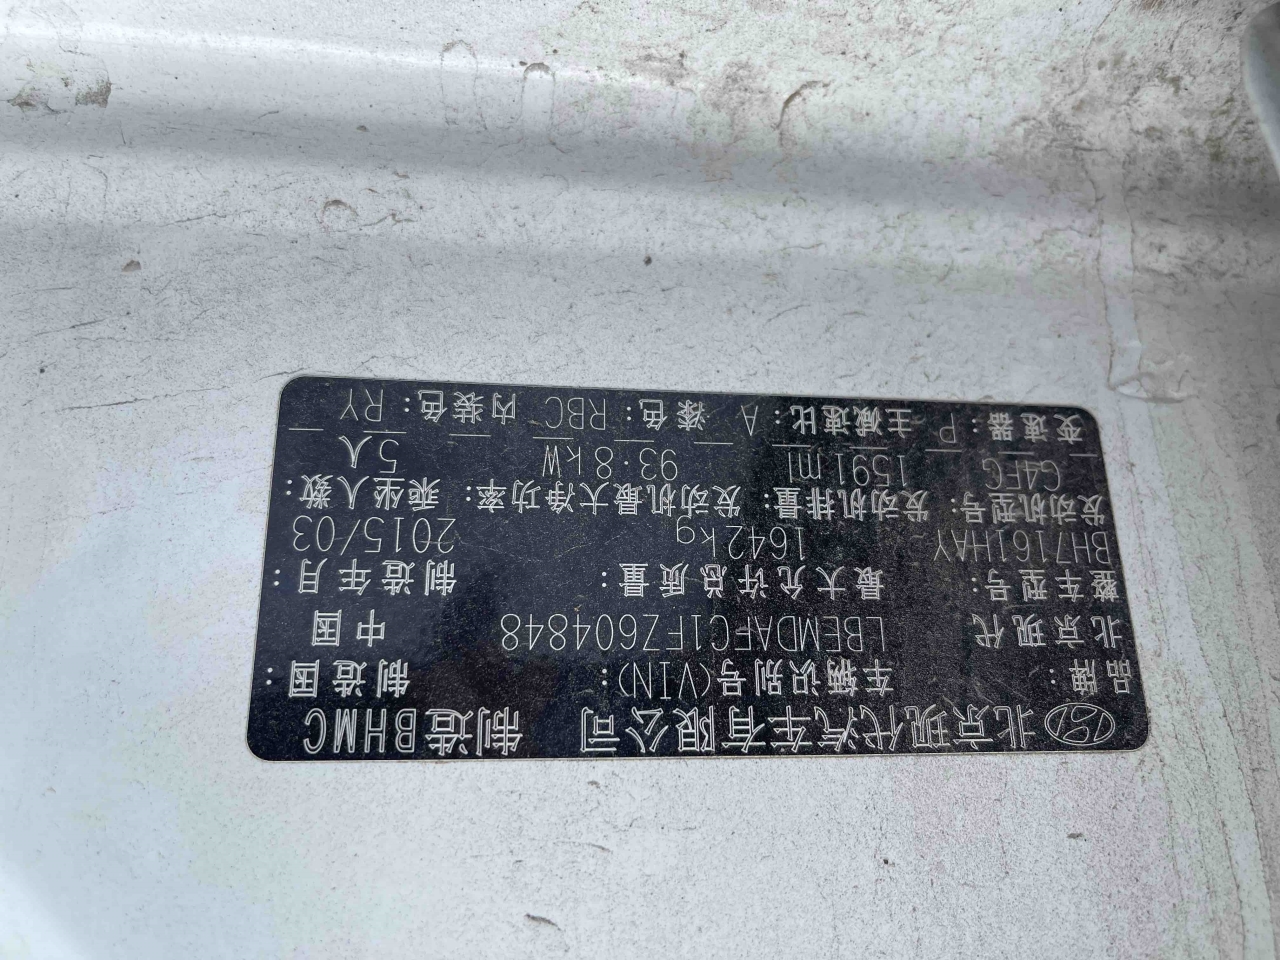 北京现代汽车有限公司 制造BHMC
品牌: 车辆识别号(VIN): 制造国:
北京现代 LBEMDAFC1FZ604848 中国
整车型号: 最大允许总质量: 制造年月:
BH7161HAY 1642kg 2015/03
发动机型号: 发动机排量: 发动机最大净功率: 乘坐人数:
G4FG 1591ml 93.8kW 5人
变速器: P 主减速比: A 漆色: RBC 内装色: RY